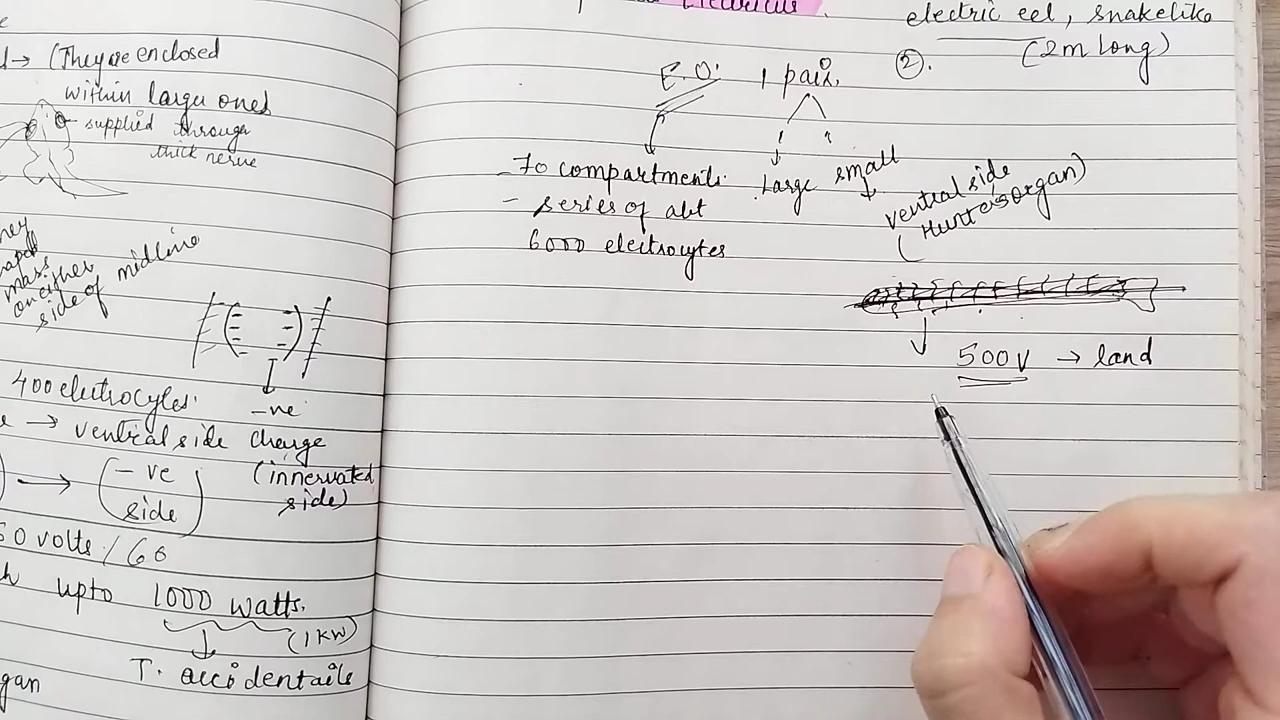 (They are enclosed
within larger ones
supplied through
thick nerve
mass
on either
side of midline
400 electrocytes.
-ve
→ ventral side charge
(innervated
side)
→ (-ve
side)
50 volts / 60
upto 1000 watts.
(1 KW)
T. accidentaile
gan
electric eel, snakelike
(2m long)
②.
E.O. 1 pair.
Large small
ventral side
(Hunter's organ)
- 70 compartments.
- series of abt
6000 electrocytes
500V → land